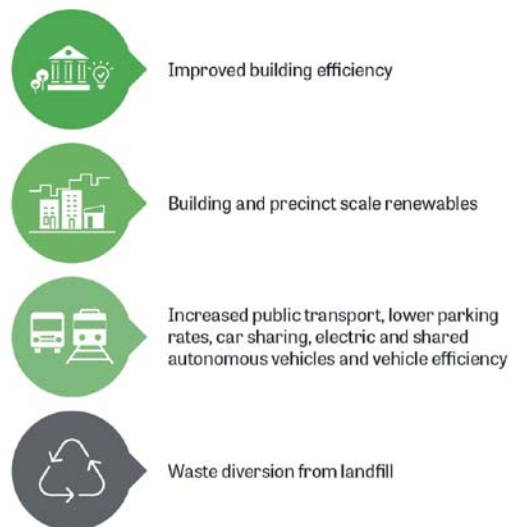 Improved building efficiency
Building and precinct scale renewables
Increased public transport, lower parking
rates, car sharing, electric and shared
autonomous vehicles and vehicle efficiency
Waste diversion from landfill